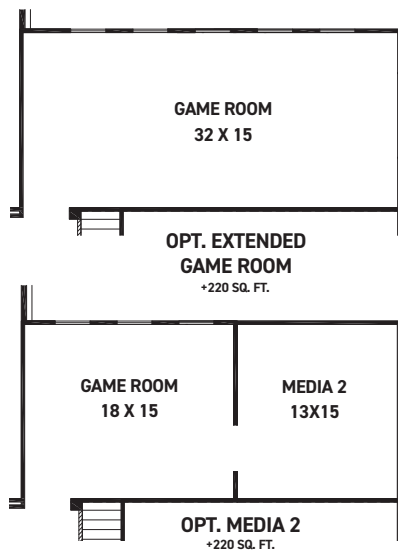 GAME ROOM
32 X 15
OPT. EXTENDED
GAME ROOM
+220 SQ. FT.
GAME ROOM
18 X 15
MEDIA 2
13X15
OPT. MEDIA 2
+220 SQ. FT.